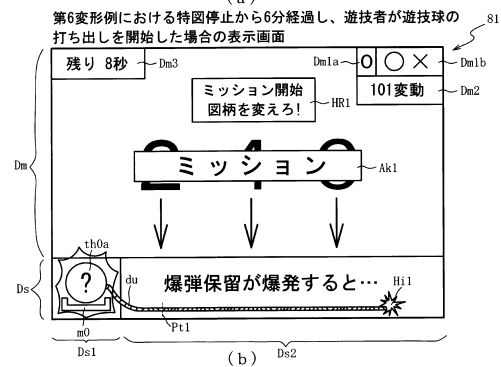 (a)
第6変形例における特図停止から6分経過し、遊技者が遊技球の
打ち出しを開始した場合の表示画面
81
残り 8秒
Dm3
Dm1a
0
○ ×
Dm1b
ミッション開始
図柄を変えろ!
HR1
101変動
Dm2
Dm
ミッション
Ak1
th0a
?
du
爆弾保留が爆発すると…
Hi1
Ds
m0
Pt1
Ds1
Ds2
(b)